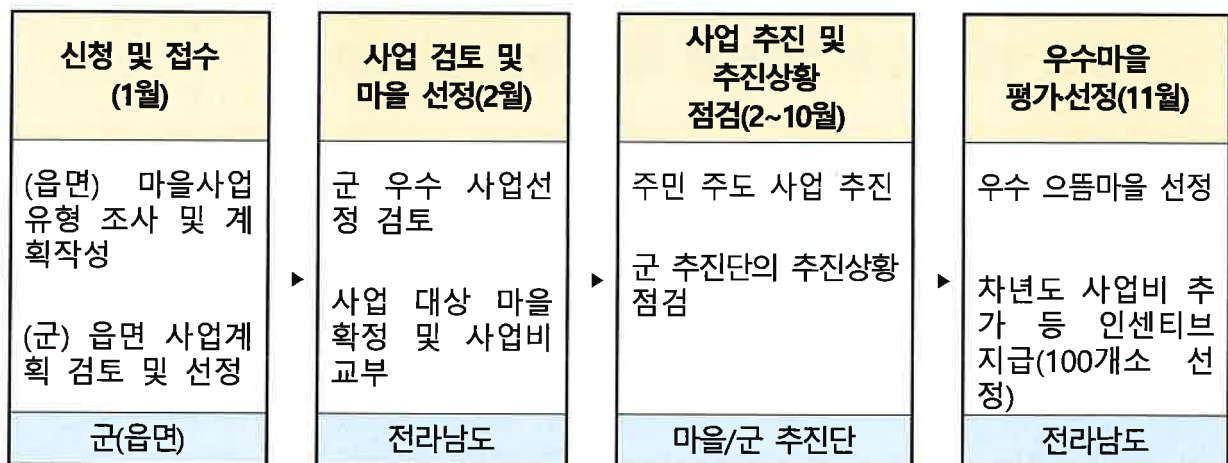 신청 및 접수
(1월)
(읍면) 마을사업
유형 조사 및 계
획작성
(군) 읍면 사업계
획 검토 및 선정
군(읍면)
▶
사업 검토 및
마을 선정(2월)
군 우수 사업선
정 검토
사업 대상 마을
확정 및 사업비
교부
전라남도
▶
사업 추진 및
추진상황
점검(2~10월)
주민 주도 사업 추진
군 추진단의 추진상황
점검
마을/군 추진단
▶
우수마을
평가·선정(11월)
우수 으뜸마을 선정
차년도 사업비 추
가 등 인센티브
지급(100개소 선
정)
전라남도